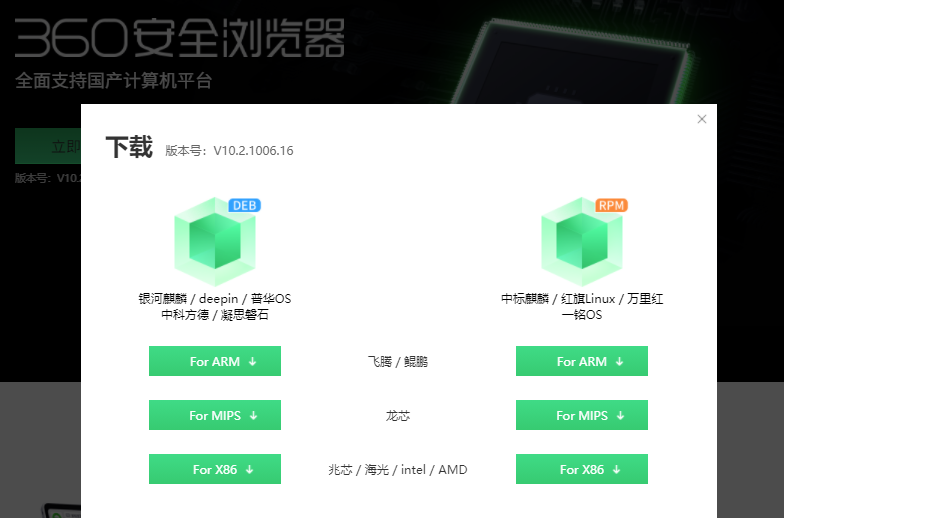 360安全浏览器
全面支持国产计算机平台
立即
版本号：V10.2
下载 版本号：V10.2.1006.16
DEB
RPM
银河麒麟 / deepin / 普华OS
中科方德 / 凝思磐石
中标麒麟 / 红旗Linux / 万里红
一铭OS
For ARM ↓ 飞腾 / 鲲鹏 For ARM ↓
For MIPS ↓ 龙芯 For MIPS ↓
For X86 ↓ 兆芯 / 海光 / intel / AMD For X86 ↓